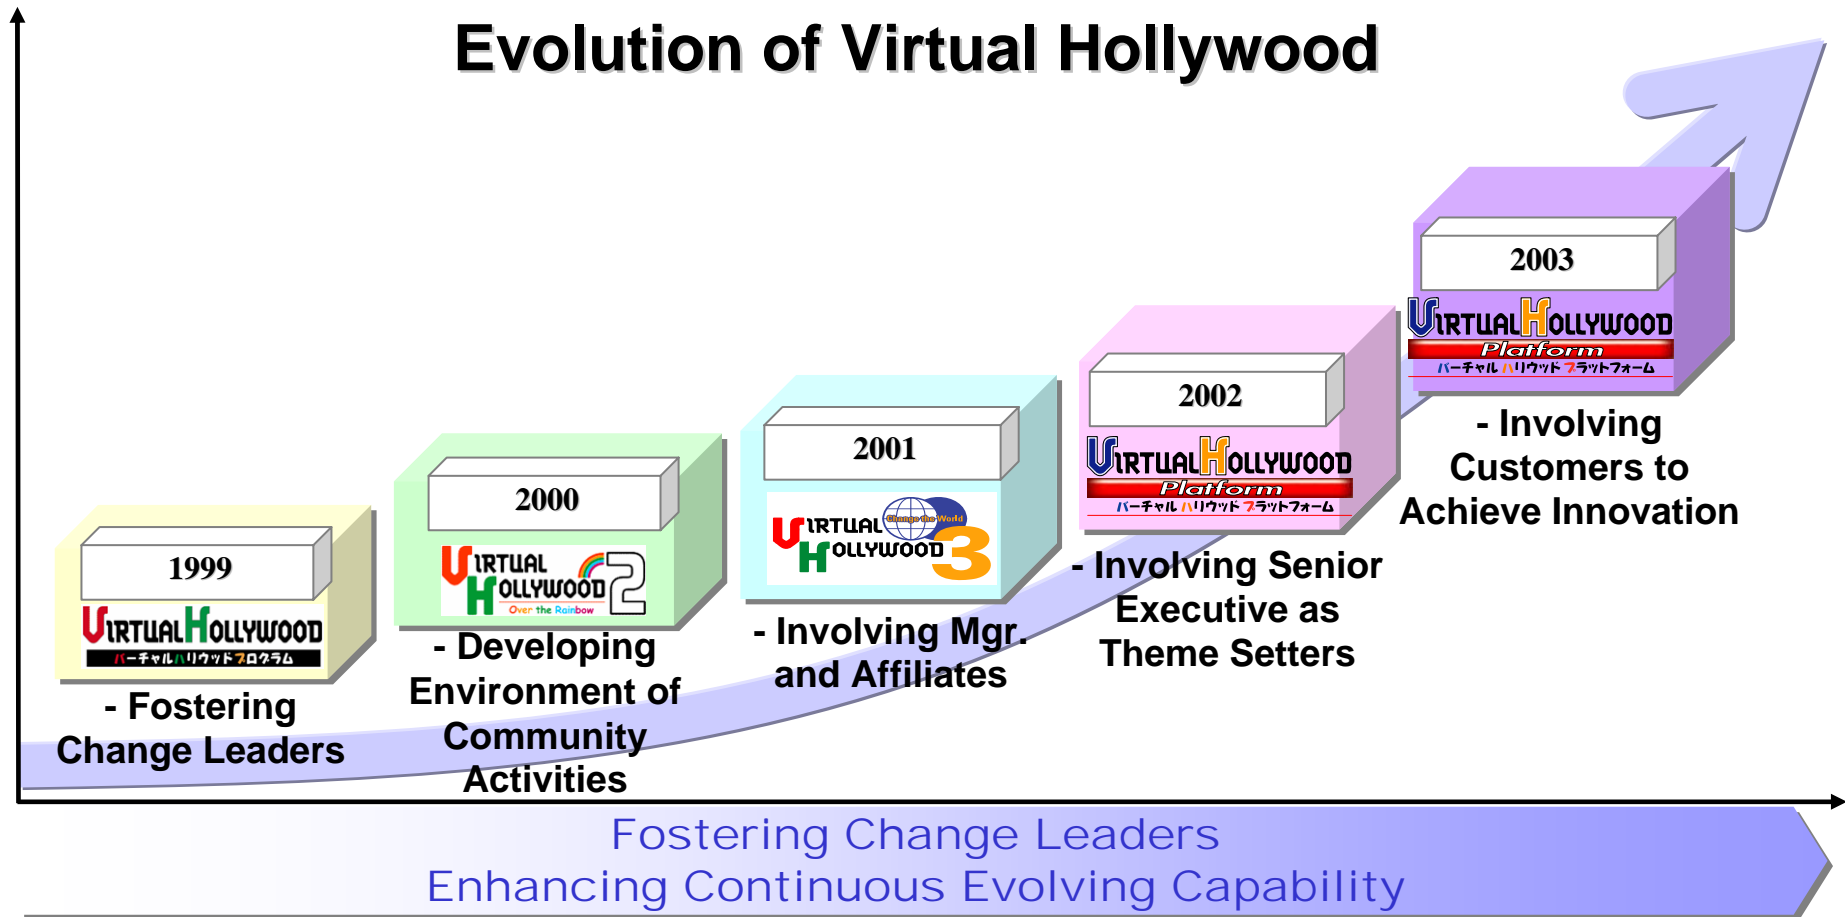 Evolution of Virtual Hollywood
1999
VIRTUAL HOLLYWOOD
バーチャルハリウッドプログラム
- Fostering
Change Leaders
2000
VIRTUAL
HOLLYWOOD 2
Over the Rainbow
- Developing
Environment of
Community
Activities
2001
Change the World
VIRTUAL
HOLLYWOOD 3
- Involving Mgr.
and Affiliates
2002
VIRTUAL HOLLYWOOD
Platform
バーチャル ハリウッド プラットフォーム
- Involving Senior
Executive as
Theme Setters
2003
VIRTUAL HOLLYWOOD
Platform
バーチャル ハリウッド プラットフォーム
- Involving
Customers to
Achieve Innovation
Fostering Change Leaders
Enhancing Continuous Evolving Capability